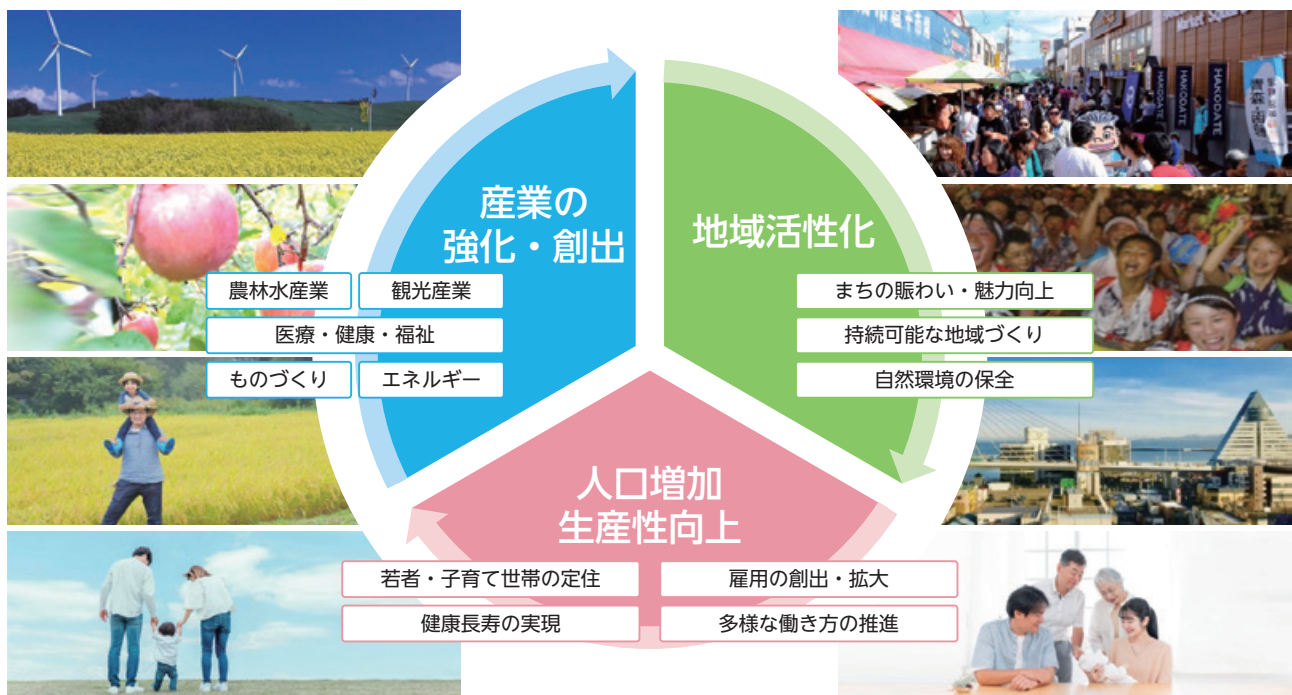 産業の
強化・創出
農林水産業
観光産業
医療・健康・福祉
ものづくり
エネルギー
地域活性化
まちの賑わい・魅力向上
持続可能な地域づくり
自然環境の保全
人口増加
生産性向上
若者・子育て世帯の定住
雇用の創出・拡大
健康長寿の実現
多様な働き方の推進
Market Square
HAKODATE
HAKODATE
HAKODATE